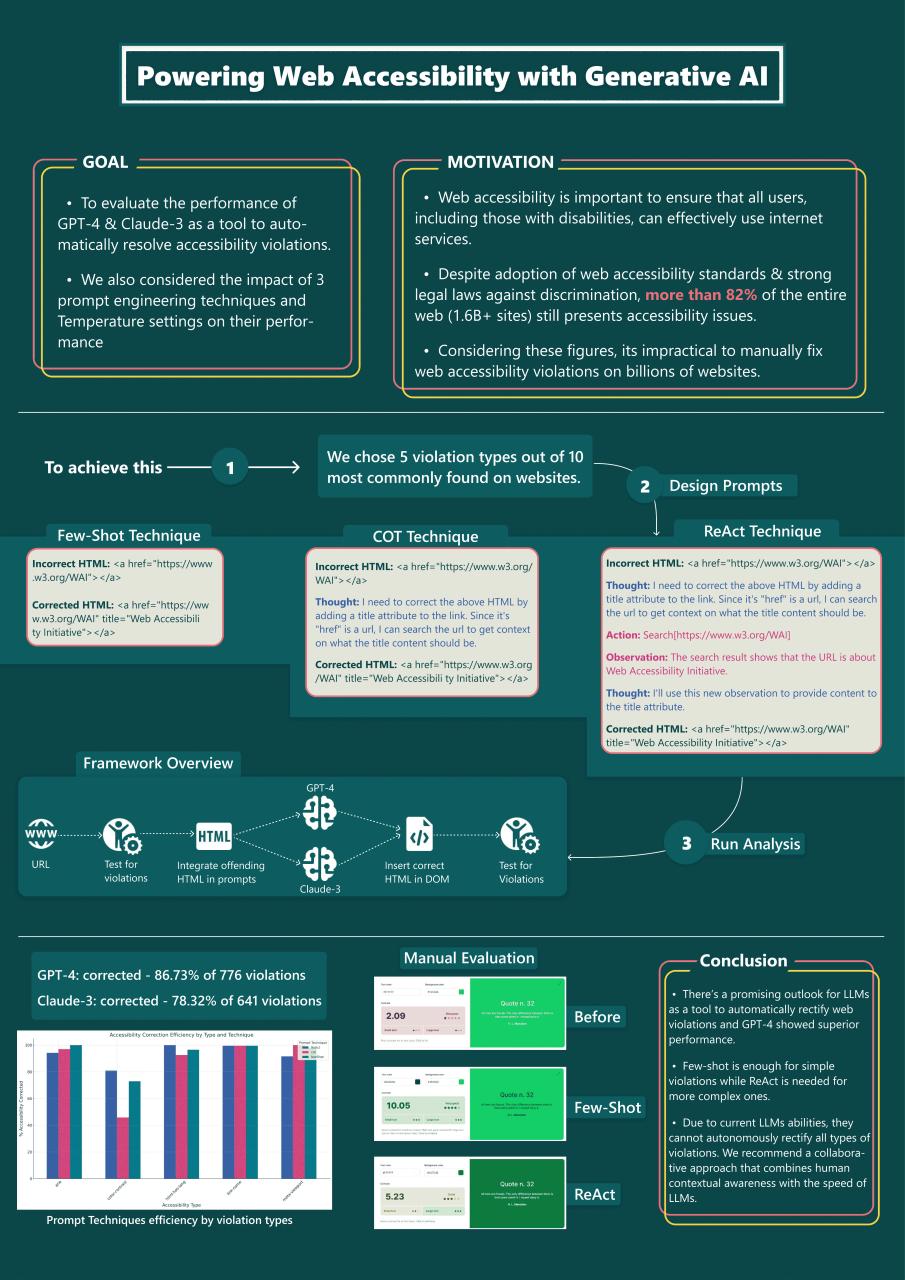 Powering Web Accessibility with Generative AI
GOAL
• To evaluate the performance of
GPT-4 & Claude-3 as a tool to auto-
matically resolve accessibility violations.
• We also considered the impact of 3
prompt engineering techniques and
Temperature settings on their perfor-
mance
MOTIVATION
• Web accessibility is important to ensure that all users,
including those with disabilities, can effectively use internet
services.
• Despite adoption of web accessibility standards & strong
legal laws against discrimination, more than 82% of the entire
web (1.6B+ sites) still presents accessibility issues.
• Considering these figures, its impractical to manually fix
web accessibility violations on billions of websites.
To achieve this
1
We chose 5 violation types out of 10
most commonly found on websites.
2
Design Prompts
Few-Shot Technique
Incorrect HTML: <a href="https://www
.w3.org/WAI"></a>
Corrected HTML: <a href="https://ww
w.w3.org/WAI" title="Web Accessibili
ty Initiative"></a>
COT Technique
Incorrect HTML: <a href="https://www.w3.org/
WAI"></a>
Thought: I need to correct the above HTML by
adding a title attribute to the link. Since it's
"href" is a url, I can search the url to get context
on what the title content should be.
Corrected HTML: <a href="https://www.w3.org
/WAI" title="Web Accessibili ty Initiative"></a>
ReAct Technique
Incorrect HTML: <a href="https://www.w3.org/WAI"></a>
Thought: I need to correct the above HTML by adding a
title attribute to the link. Since it's "href" is a url, I can search
the url to get context on what the title content should be.
Action: Search[https://www.w3.org/WAI]
Observation: The search result shows that the URL is about
Web Accessibility Initiative.
Thought: I'll use this new observation to provide content to
the title attribute.
Corrected HTML: <a href="https://www.w3.org/WAI"
title="Web Accessibility Initiative"></a>
Framework Overview
WWW
URL
Test for
violations
HTML
Integrate offending
HTML in prompts
GPT-4
Claude-3
</>
Insert correct
HTML in DOM
Test for
Violations
3
Run Analysis
GPT-4: corrected - 86.73% of 776 violations
Claude-3: corrected - 78.32% of 641 violations
Accessibility Correction Efficiency by Type and Technique
Prompt Technique
% Accessibility Corrected
100
80
60
40
20
0
Accessibility Type
Prompt Techniques efficiency by violation types
Manual Evaluation
2.09
Quote n. 32
Before
10.05
Quote n. 32
Few-Shot
5.23
Quote n. 32
ReAct
Conclusion
• There's a promising outlook for LLMs
as a tool to automatically rectify web
violations and GPT-4 showed superior
performance.
• Few-shot is enough for simple
violations while ReAct is needed for
more complex ones.
• Due to current LLMs abilities, they
cannot autonomously rectify all types of
violations. We recommend a collabora-
tive approach that combines human
contextual awareness with the speed of
LLMs.